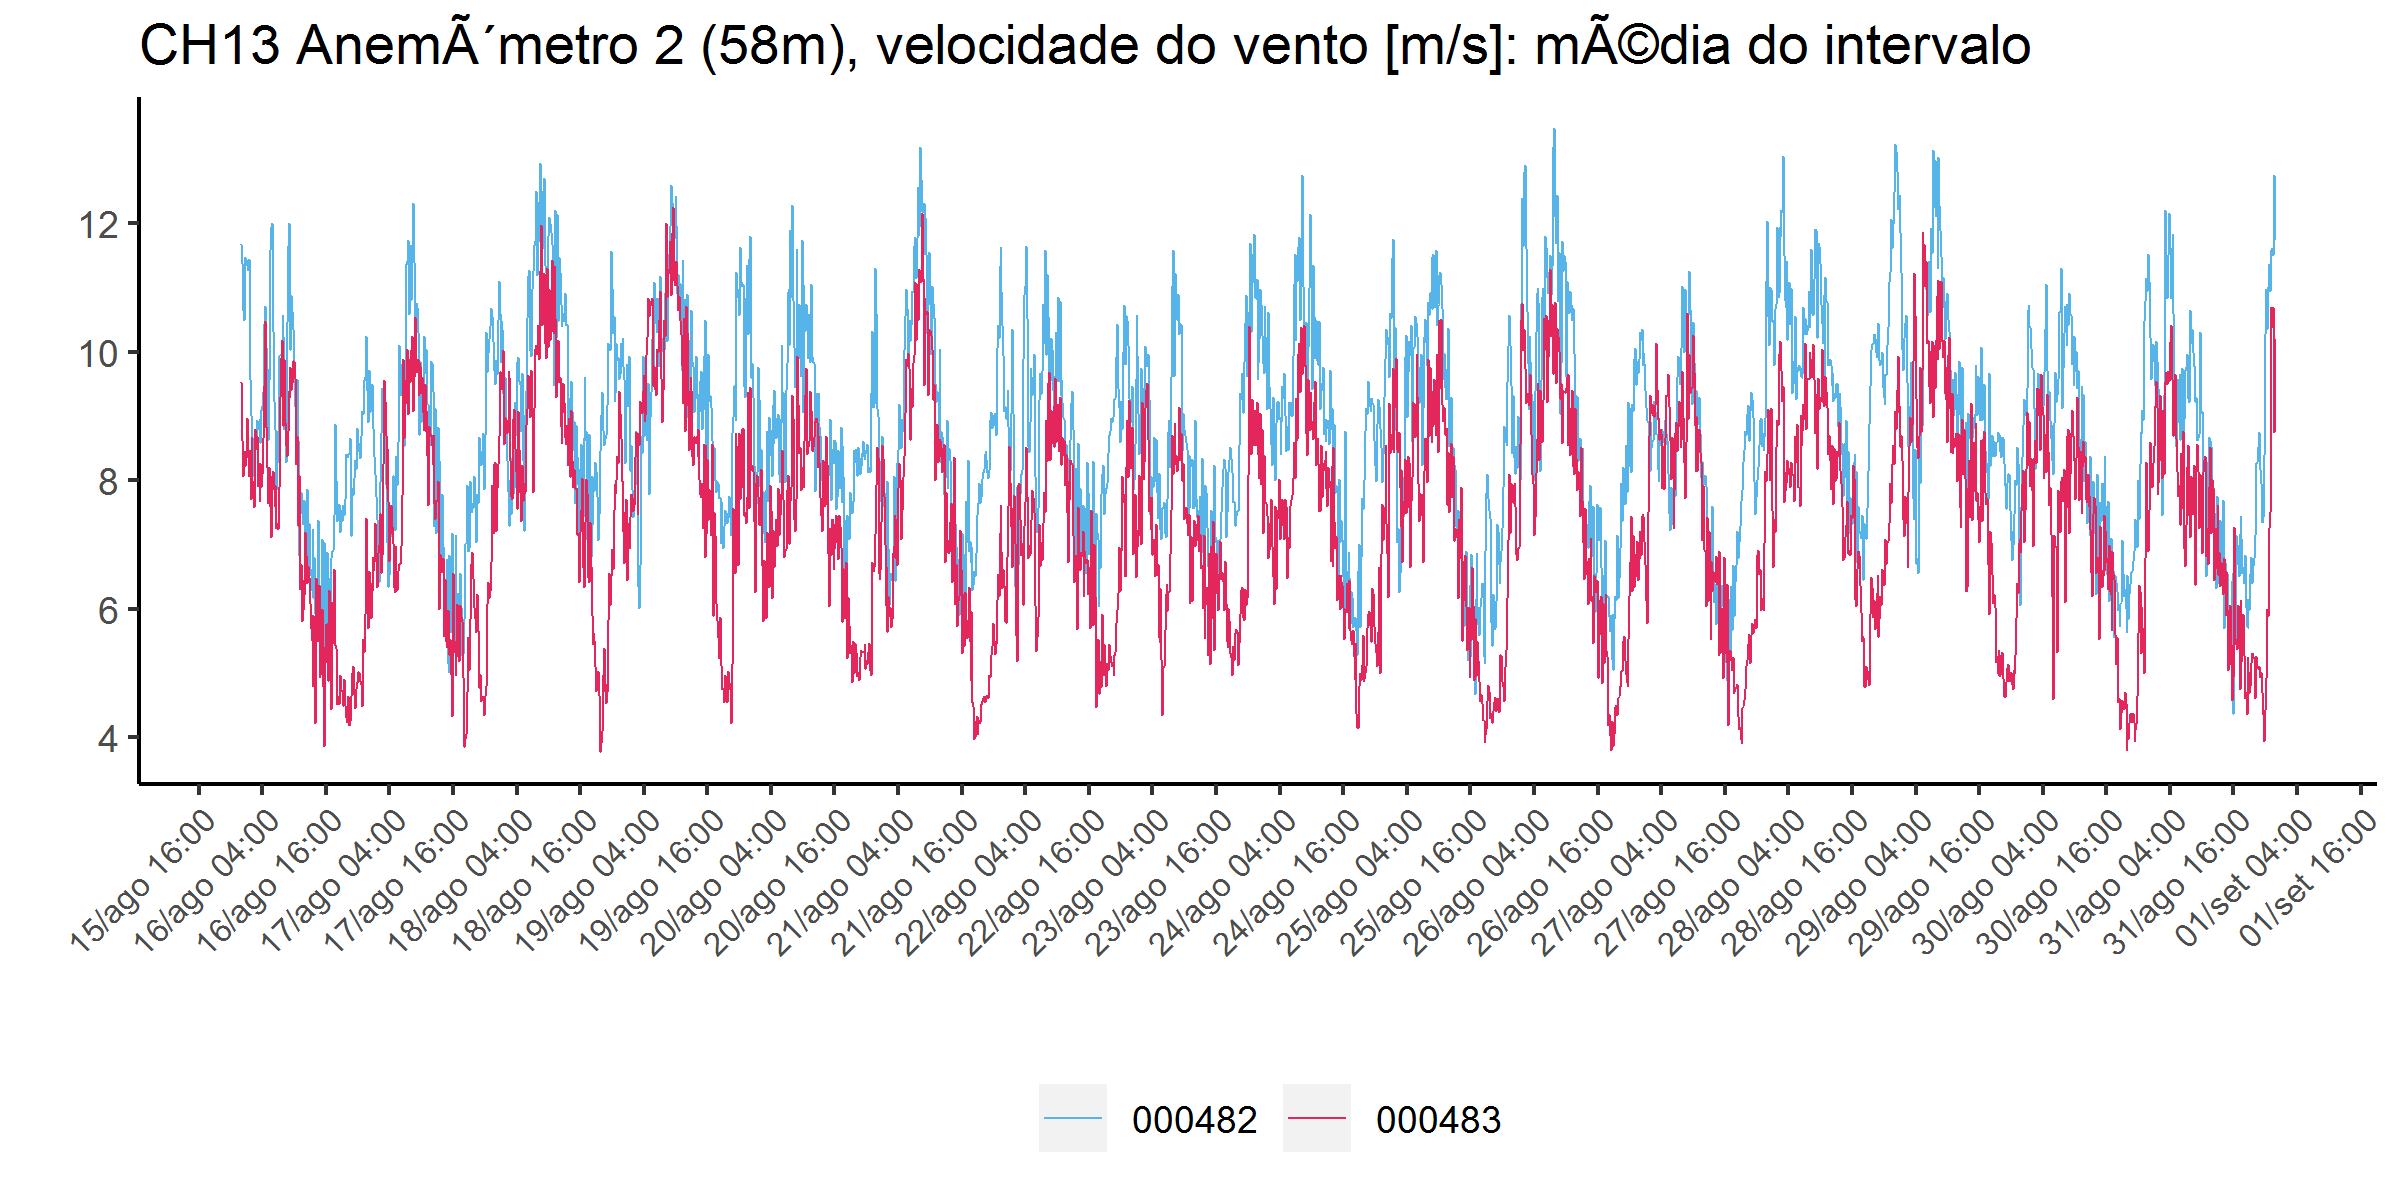 CH13 AnemÃ´metro 2 (58m), velocidade do vento [m/s]: mÃ©dia do intervalo
12
10
8
6
4
15/ago 16:00
16/ago 04:00
16/ago 16:00
17/ago 04:00
17/ago 16:00
18/ago 04:00
18/ago 16:00
19/ago 04:00
19/ago 16:00
20/ago 04:00
20/ago 16:00
21/ago 04:00
21/ago 16:00
22/ago 04:00
22/ago 16:00
23/ago 04:00
23/ago 16:00
24/ago 04:00
24/ago 16:00
25/ago 04:00
25/ago 16:00
26/ago 04:00
26/ago 16:00
27/ago 04:00
27/ago 16:00
28/ago 04:00
28/ago 16:00
29/ago 04:00
29/ago 16:00
30/ago 04:00
30/ago 16:00
31/ago 04:00
31/ago 16:00
01/set 04:00
01/set 16:00
000482
000483